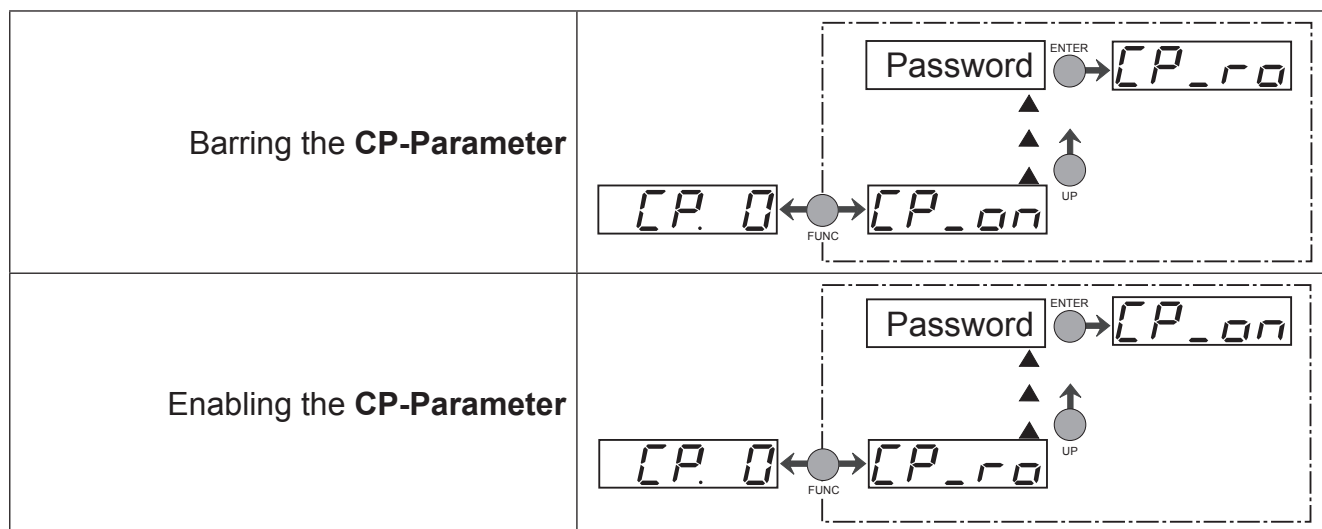 Barring the CP-Parameter
Password
ENTER
CP_ro
UP
CP. 0
FUNC
CP_on
Enabling the CP-Parameter
Password
ENTER
CP_on
UP
CP. 0
FUNC
CP_ro